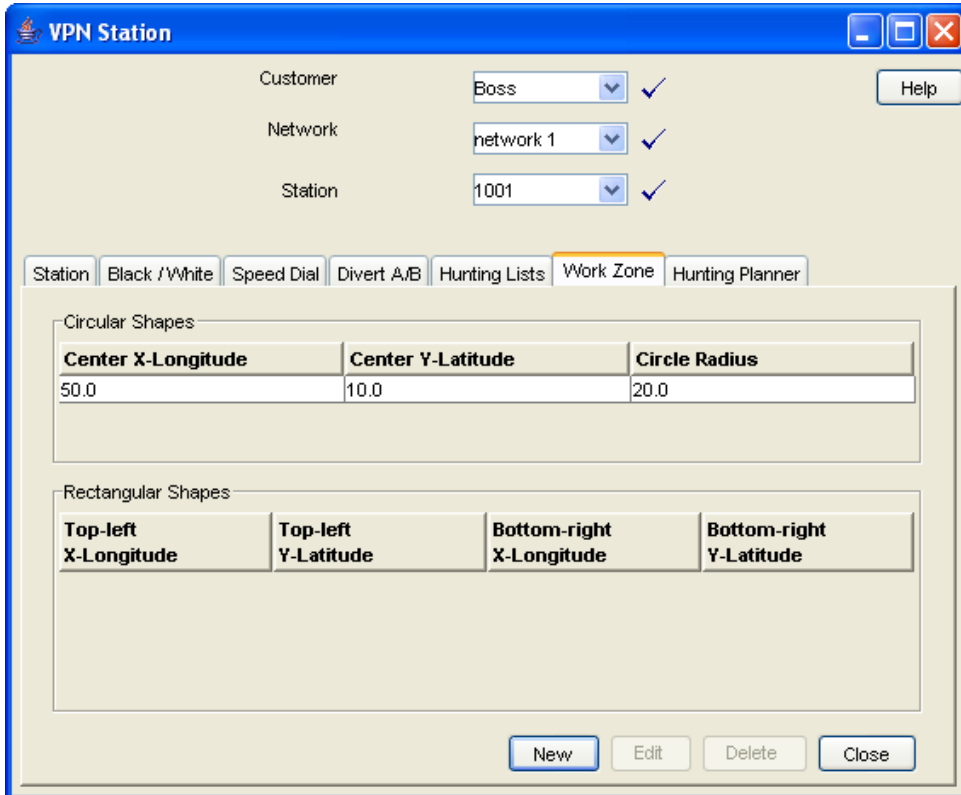 VPN Station
Customer Boss Help
Network network 1
Station 1001
Station Black / White Speed Dial Divert A/B Hunting Lists Work Zone Hunting Planner
Circular Shapes
Center X-Longitude Center Y-Latitude Circle Radius
50.0 10.0 20.0
Rectangular Shapes
Top-left Top-left Bottom-right Bottom-right
X-Longitude Y-Latitude X-Longitude Y-Latitude
New Edit Delete Close